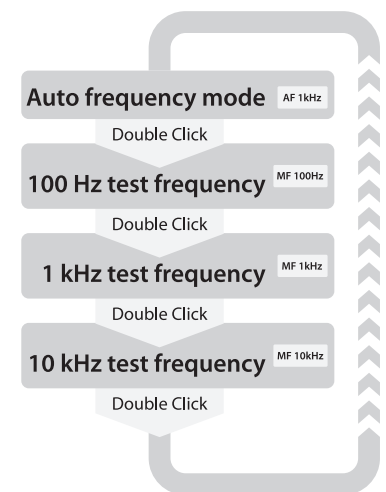 Auto frequency mode AF 1kHz
Double Click
100 Hz test frequency MF 100Hz
Double Click
1 kHz test frequency MF 1kHz
Double Click
10 kHz test frequency MF 10kHz
Double Click